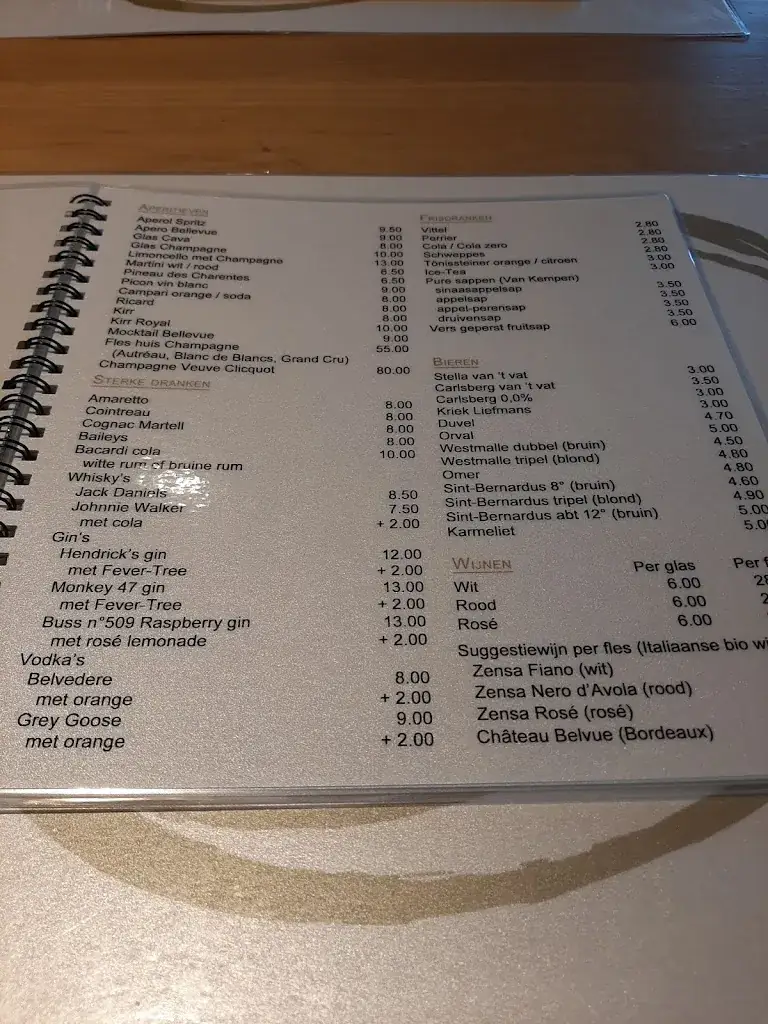 APERITIEVEN
Aperol Spritz 9.50
Apero Bellevue 9.00
Glas Cava 8.00
Glas Champagne 10.00
Limoncello met Champagne 13.00
Martini wit / rood 8.50
Pineau des Charentes 6.50
Picon vin blanc 9.00
Campari orange / soda 8.00
Ricard 8.00
Kirr 8.00
Kirr Royal 10.00
Mocktail Bellevue 9.00
Fles huis Champagne 55.00
(Autréau, Blanc de Blancs, Grand Cru)
Champagne Veuve Clicquot 80.00
STERKE DRANKEN
Amaretto 8.00
Cointreau 8.00
Cognac Martell 8.00
Baileys 8.00
Bacardi cola 10.00
witte rum of bruine rum
Whisky's
Jack Daniels 8.50
Johnnie Walker 7.50
met cola + 2.00
Gin's
Hendrick's gin 12.00
met Fever-Tree + 2.00
Monkey 47 gin 13.00
met Fever-Tree + 2.00
Buss n°509 Raspberry gin 13.00
met rosé lemonade + 2.00
Vodka's
Belvedere 8.00
met orange + 2.00
Grey Goose 9.00
met orange + 2.00
FRISDRANKEN
Vittel 2.80
Perrier 2.80
Cola / Cola zero 2.80
Schweppes 2.80
Tönissteiner orange / citroen 3.00
Ice-Tea 3.00
Pure sappen (Van Kempen)
sinaasappelsap 3.50
appelsap 3.50
appel-perensap 3.50
druivensap 3.50
Vers geperst fruitsap 6.00
BIEREN
Stella van 't vat 3.00
Carlsberg van 't vat 3.50
Carlsberg 0,0% 3.00
Kriek Liefmans 3.00
Duvel 4.70
Orval 5.00
Westmalle dubbel (bruin) 4.50
Westmalle tripel (blond) 4.80
Omer 4.80
Sint-Bernardus 8° (bruin) 4.60
Sint-Bernardus tripel (blond) 4.90
Sint-Bernardus abt 12° (bruin) 5.00
Karmeliet 5.0
WIJNEN Per glas Per f
Wit 6.00 2
Rood 6.00 2
Rosé 6.00
Suggestiewijn per fles (Italiaanse bio wi
Zensa Fiano (wit)
Zensa Nero d'Avola (rood)
Zensa Rosé (rosé)
Château Belvue (Bordeaux)